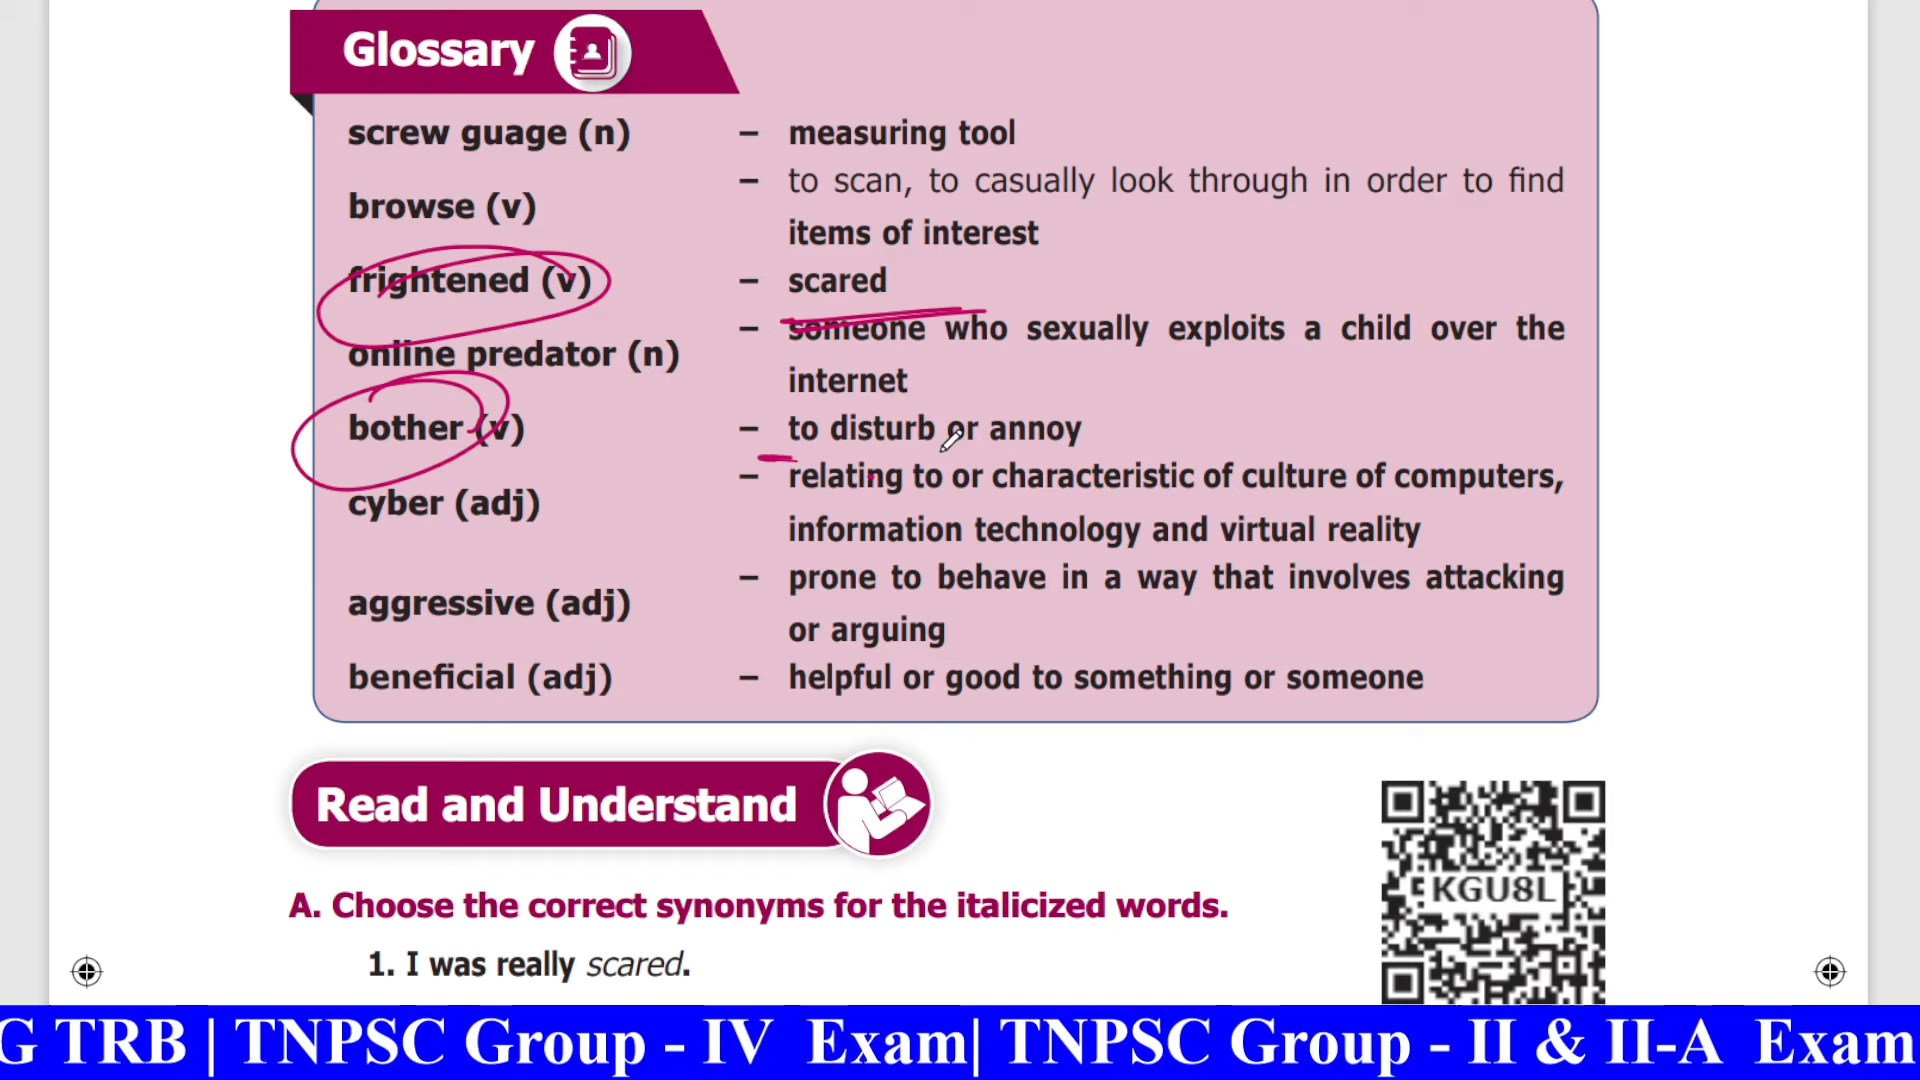 Glossary
screw guage (n) – measuring tool
browse (v) – to scan, to casually look through in order to find
items of interest
frightened (v) – scared
online predator (n) – someone who sexually exploits a child over the
internet
bother (v) – to disturb or annoy
cyber (adj) – relating to or characteristic of culture of computers,
information technology and virtual reality
aggressive (adj) – prone to behave in a way that involves attacking
or arguing
beneficial (adj) – helpful or good to something or someone
Read and Understand
KGU8L
A. Choose the correct synonyms for the italicized words.
1. I was really scared.
G TRB | TNPSC Group - IV Exam| TNPSC Group - II & II-A Exam